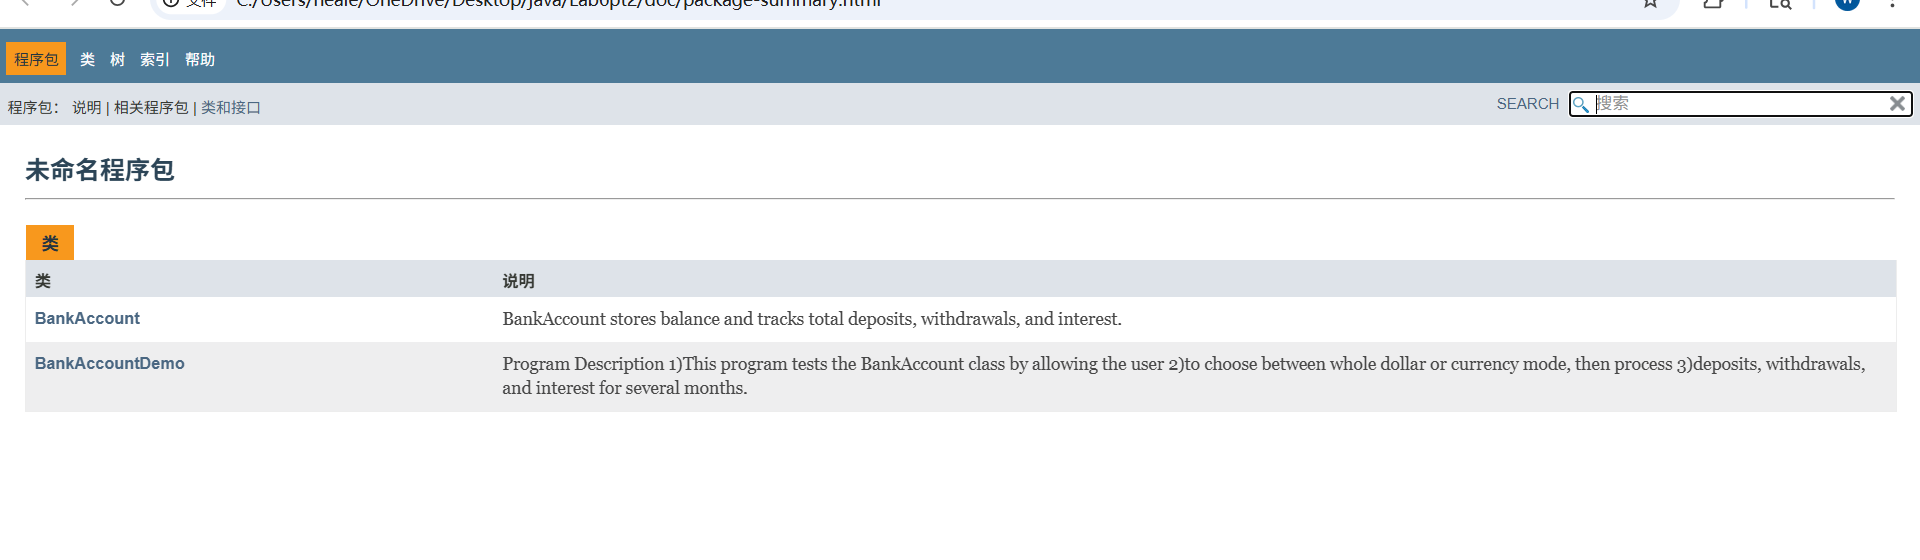 文件 C:/Users/neale/OneDrive/Desktop/java/Lab6pt2/doc/package-summary.html
程序包 类 树 索引 帮助
程序包： 说明 | 相关程序包 | 类和接口 SEARCH 搜索
未命名程序包
类
类 说明
BankAccount BankAccount stores balance and tracks total deposits, withdrawals, and interest.
BankAccountDemo Program Description 1)This program tests the BankAccount class by allowing the user 2)to choose between whole dollar or currency mode, then process 3)deposits, withdrawals,
and interest for several months.